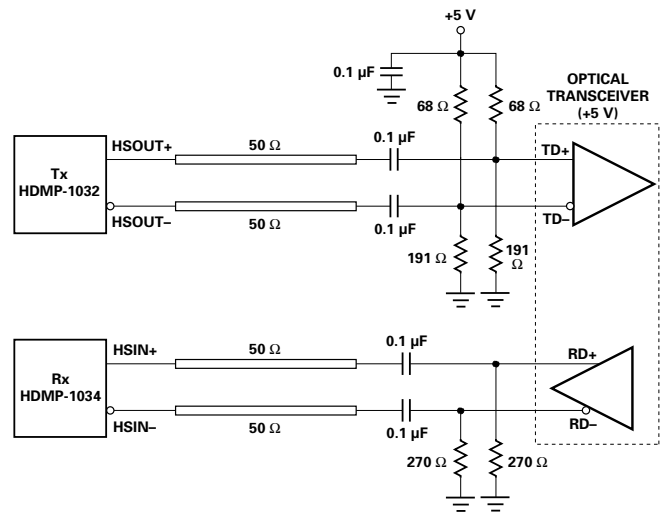 +5 V
0.1 µF
68 Ω
68 Ω
OPTICAL
TRANSCEIVER
(+5 V)
Tx
HDMP-1032
HSOUT+
50 Ω
0.1 µF
TD+
HSOUT–
50 Ω
0.1 µF
TD–
191 Ω
191
Ω
Rx
HDMP-1034
HSIN+
50 Ω
0.1 µF
RD+
HSIN–
50 Ω
0.1 µF
RD–
270 Ω
270 Ω